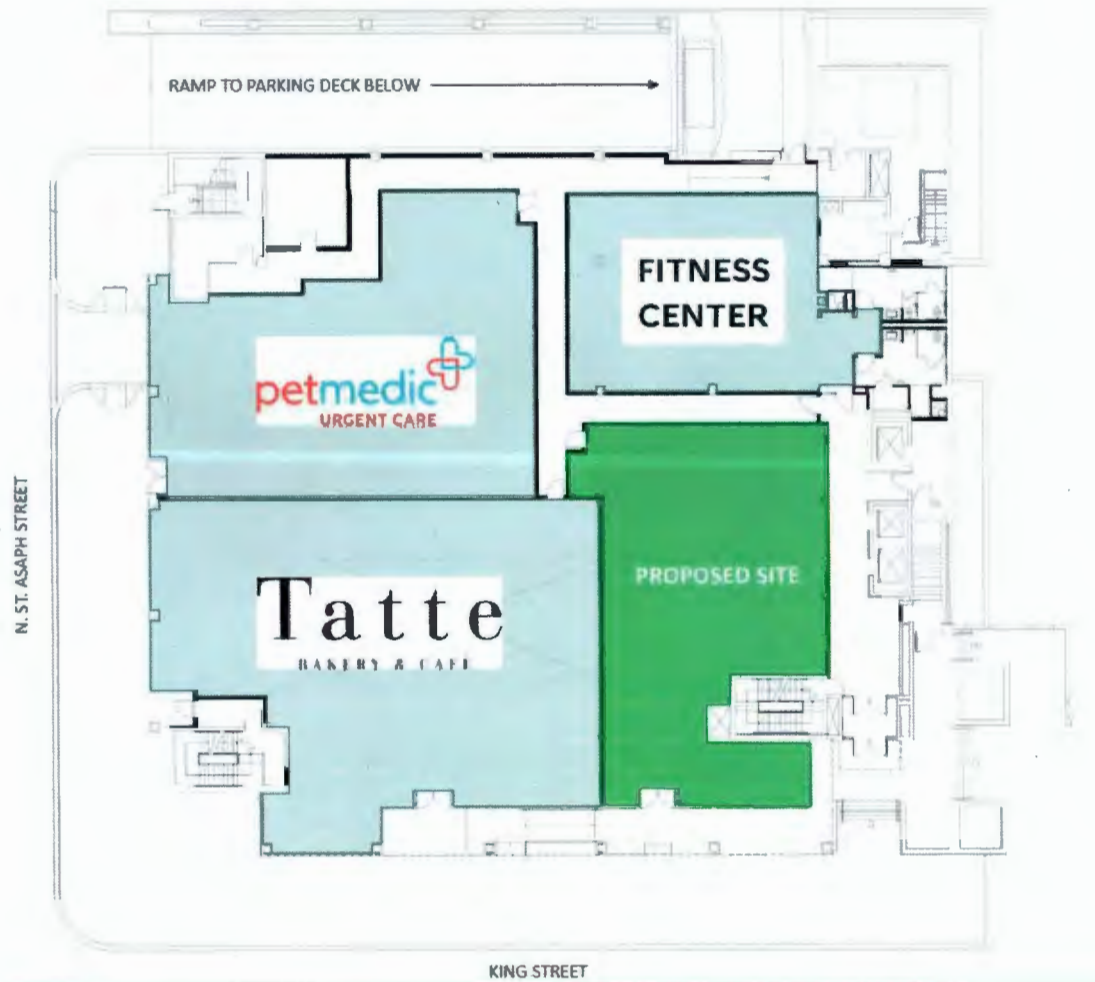 RAMP TO PARKING DECK BELOW
FITNESS
CENTER
petmedic
URGENT CARE
N. ST. ASAPH STREET
PROPOSED SITE
Tatte
BAKERY & CAFE
KING STREET